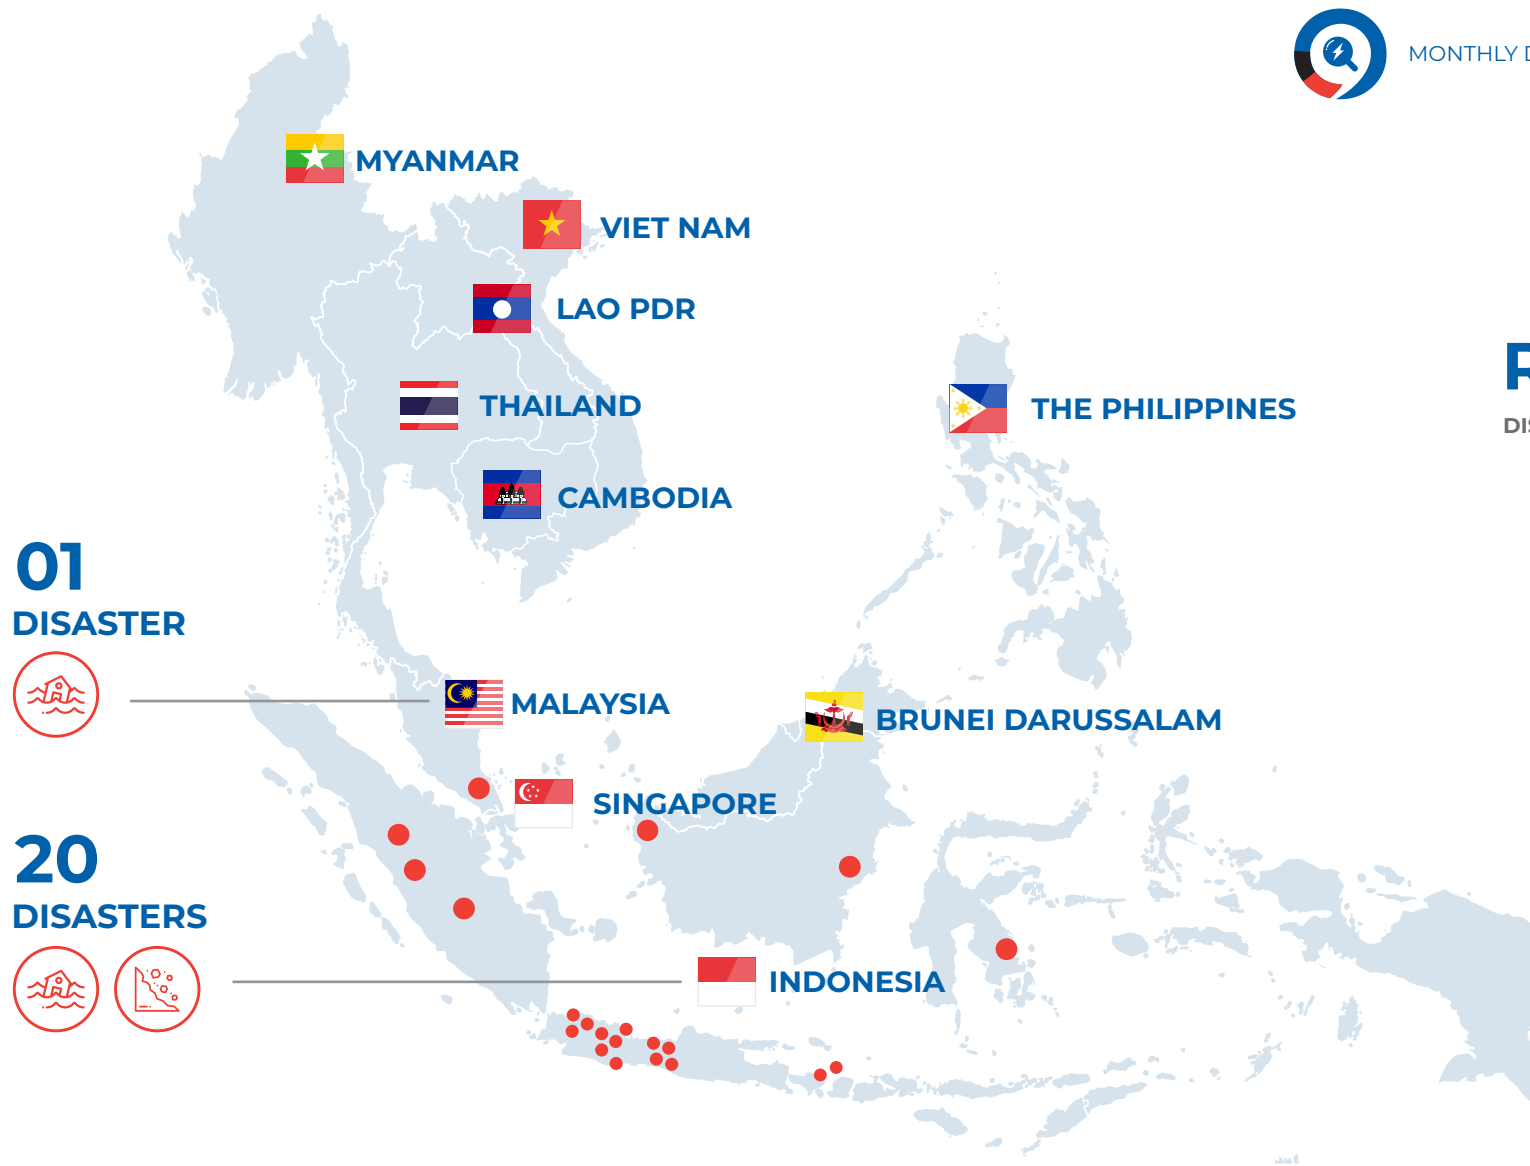 MONTHLY
MYANMAR
VIET NAM
LAO PDR
THAILAND
THE PHILIPPINES
CAMBODIA
01
DISASTER
MALAYSIA
BRUNEI DARUSSALAM
SINGAPORE
20
DISASTERS
INDONESIA